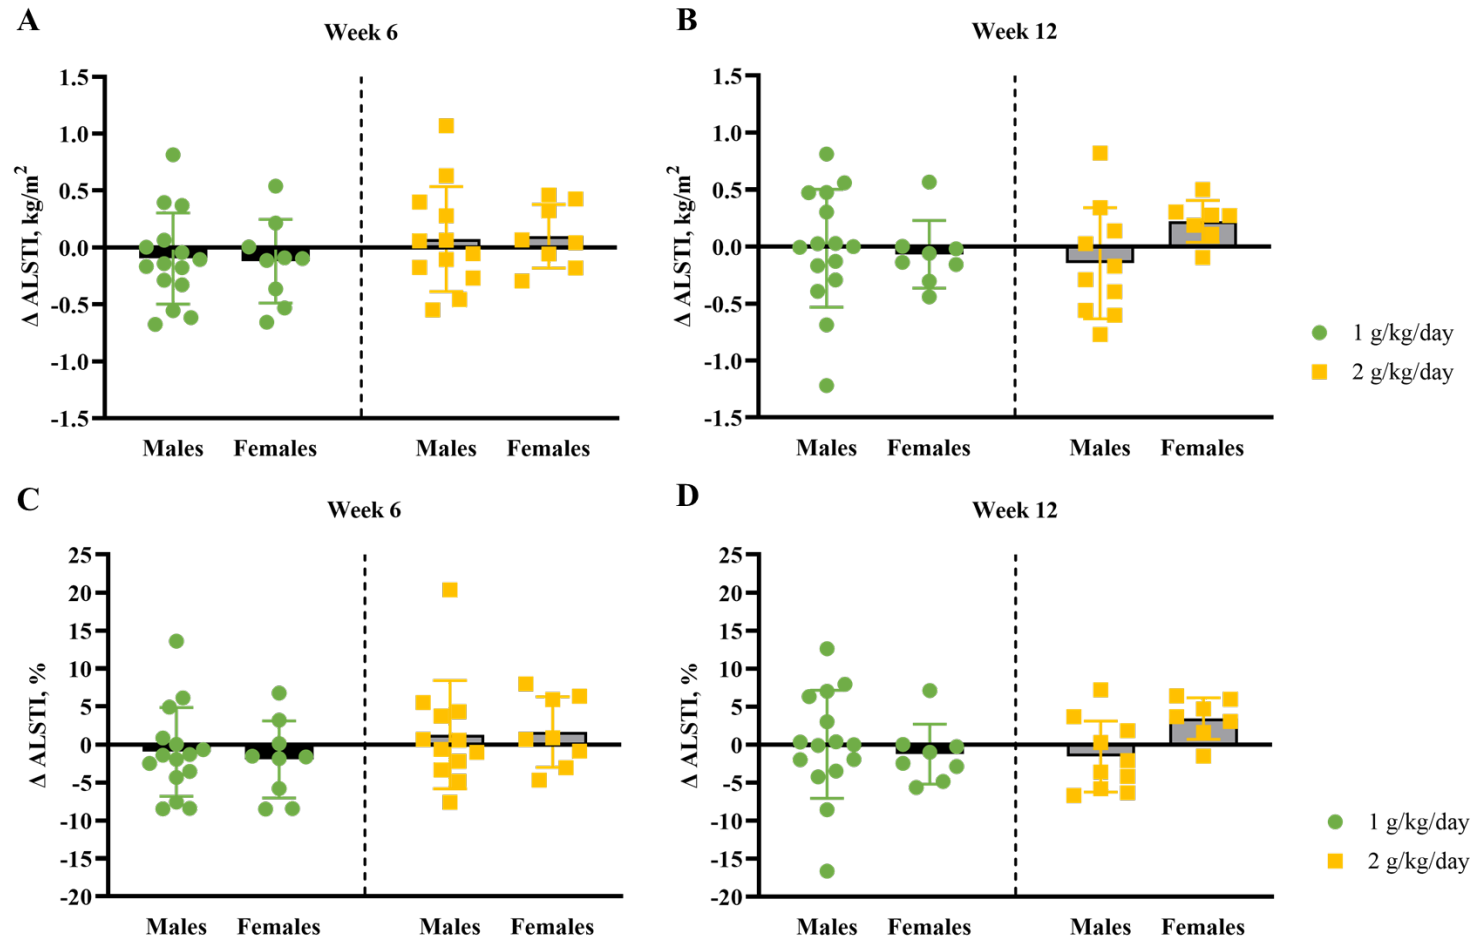 A
Week 6
Δ ALSTI, kg/m²
1.5
1.0
0.5
0.0
-0.5
-1.0
-1.5
Males Females Males Females
B
Week 12
Δ ALSTI, kg/m²
1.5
1.0
0.5
0.0
-0.5
-1.0
-1.5
Males Females Males Females
1 g/kg/day
2 g/kg/day
C
Week 6
Δ ALSTI, %
25
20
15
10
5
0
-5
-10
-15
-20
Males Females Males Females
D
Week 12
Δ ALSTI, %
25
20
15
10
5
0
-5
-10
-15
-20
Males Females Males Females
1 g/kg/day
2 g/kg/day